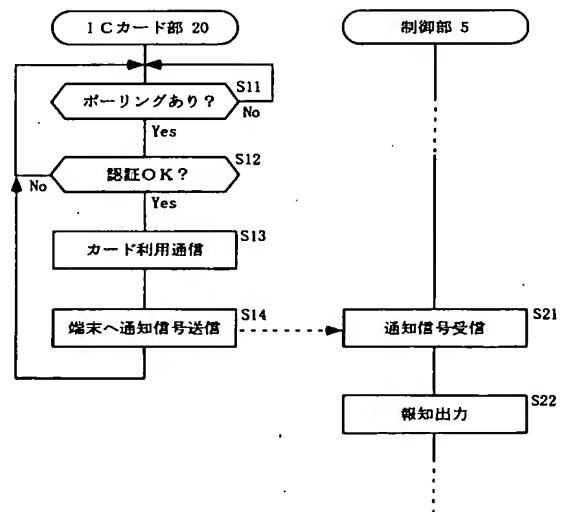 ICカード部 20
制御部 5
S11
ポーリングあり？
No
Yes
S12
認証OK？
No
Yes
S13
カード利用通信
S14
端末へ通知信号送信
S21
通知信号受信
S22
報知出力